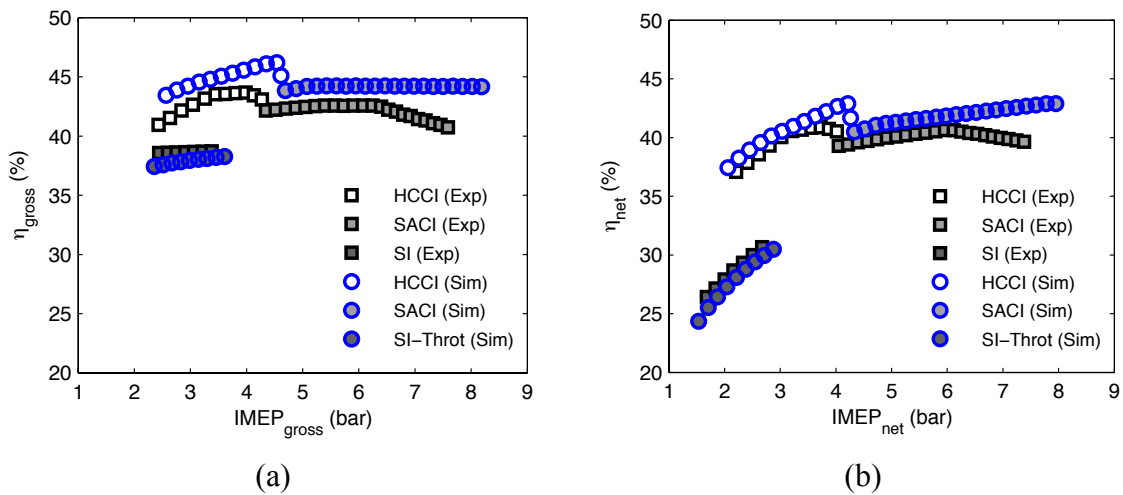 50
45
40
35
30
25
20
η_gross (%)
HCCI (Exp)
SACI (Exp)
SI (Exp)
HCCI (Sim)
SACI (Sim)
SI−Throt (Sim)
1 2 3 4 5 6 7 8 9
IMEP_gross (bar)
(a)
50
45
40
35
30
25
20
η_net (%)
HCCI (Exp)
SACI (Exp)
SI (Exp)
HCCI (Sim)
SACI (Sim)
SI−Throt (Sim)
1 2 3 4 5 6 7 8 9
IMEP_net (bar)
(b)